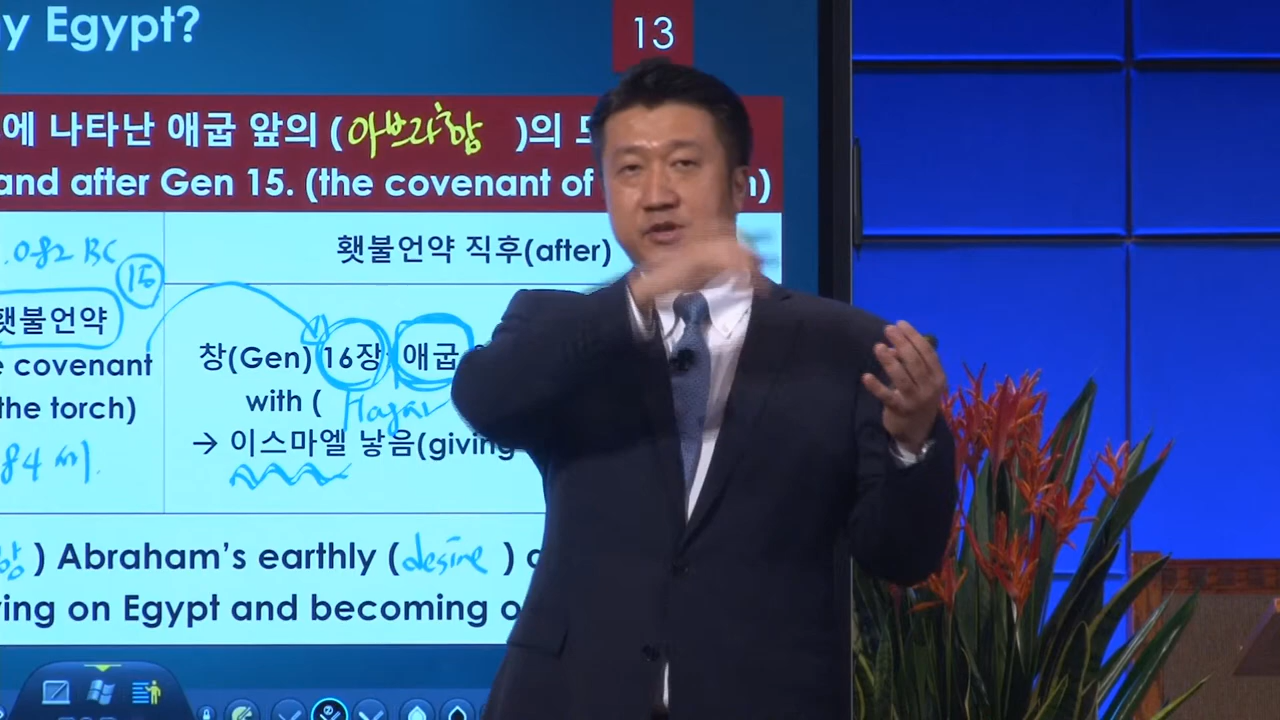 y Egypt?
13
에 나타난 애굽 앞의 (아브라함 )의
and after Gen 15. (the covenant of
.082 BC
15
횃불언약 직후(after)
횃불언약
covenant
the torch)
84 세.
창(Gen) 16장: 애굽
with ( Hagar
→ 이스마엘 낳음(giving
) Abraham's earthly (desire )
ing on Egypt and becoming